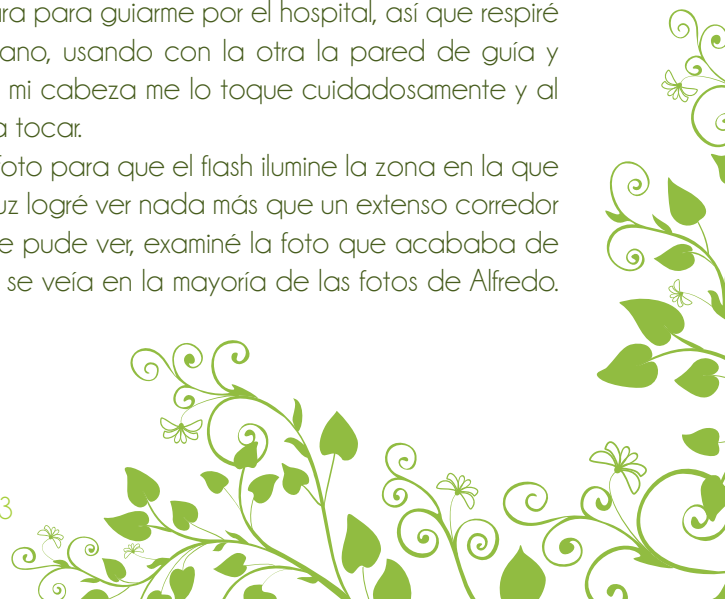 ra para guiarme por el hospital, así que respiré
ano, usando con la otra la pared de guía y
mi cabeza me lo toque cuidadosamente y al
a tocar.
foto para que el flash ilumine la zona en la que
uz logré ver nada más que un extenso corredor
e pude ver, examiné la foto que acababa de
se veía en la mayoría de las fotos de Alfredo.
3